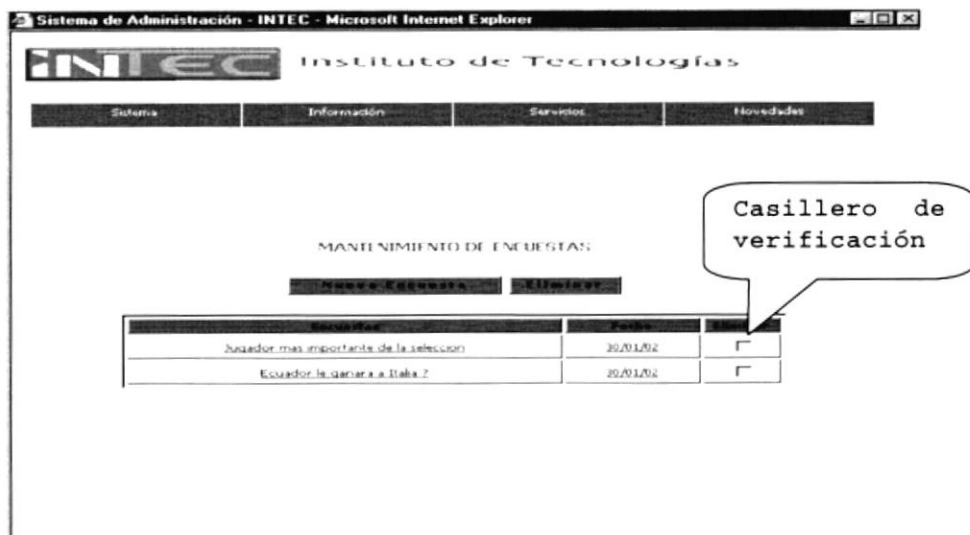 Sistema de Administración - INTEC - Microsoft Internet Explorer
INTEC Instituto de Tecnologías
Sistema Información Servicios Novedades
Casillero de
verificación
MANTENIMIENTO DE ENCUESTAS
Nueva Encuesta Eliminar
Encuestas Fecha
Jugador mas importante de la seleccion 30/01/02
Ecuador le ganara a Italia ? 30/01/02